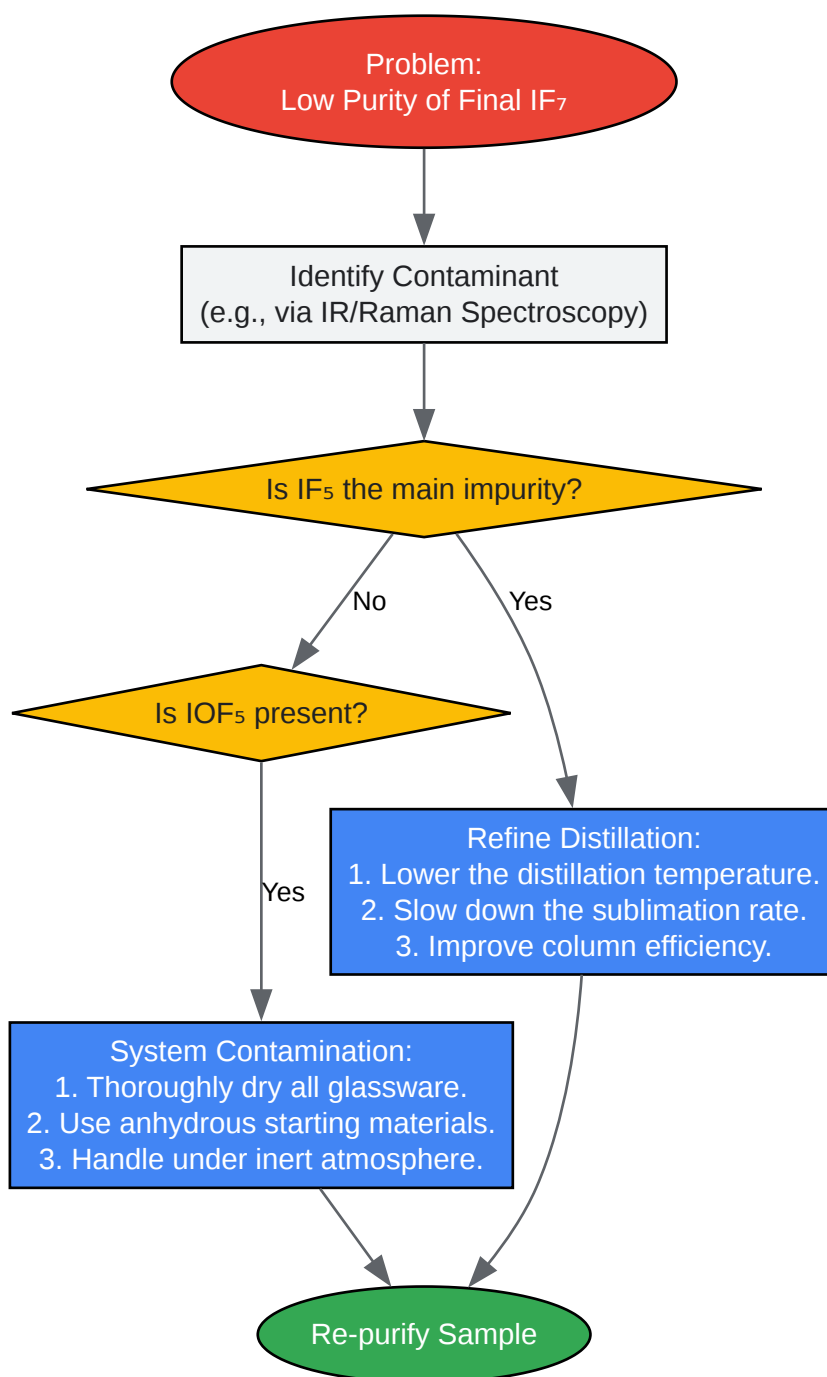 Problem:
Low Purity of Final IF₇
Identify Contaminant
(e.g., via IR/Raman Spectroscopy)
Is IF₅ the main impurity?
No
Yes
Is IOF₅ present?
Refine Distillation:
1. Lower the distillation temperature.
2. Slow down the sublimation rate.
3. Improve column efficiency.
Yes
System Contamination:
1. Thoroughly dry all glassware.
2. Use anhydrous starting materials.
3. Handle under inert atmosphere.
Re-purify Sample